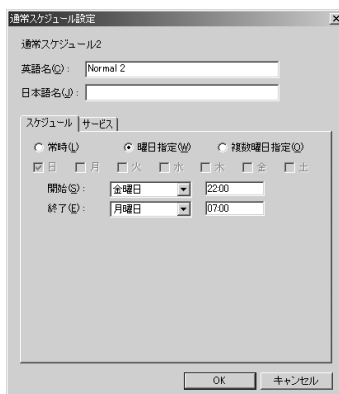 通常スケジュール設定
通常スケジュール2
英語名(C): Normal 2
日本語名(J):
スケジュール サービス
常時(L) 曜日指定(W) 複数曜日指定(O)
日 月 火 水 木 金 土
開始(S): 金曜日 22:00
終了(E): 月曜日 07:00
OK キャンセル